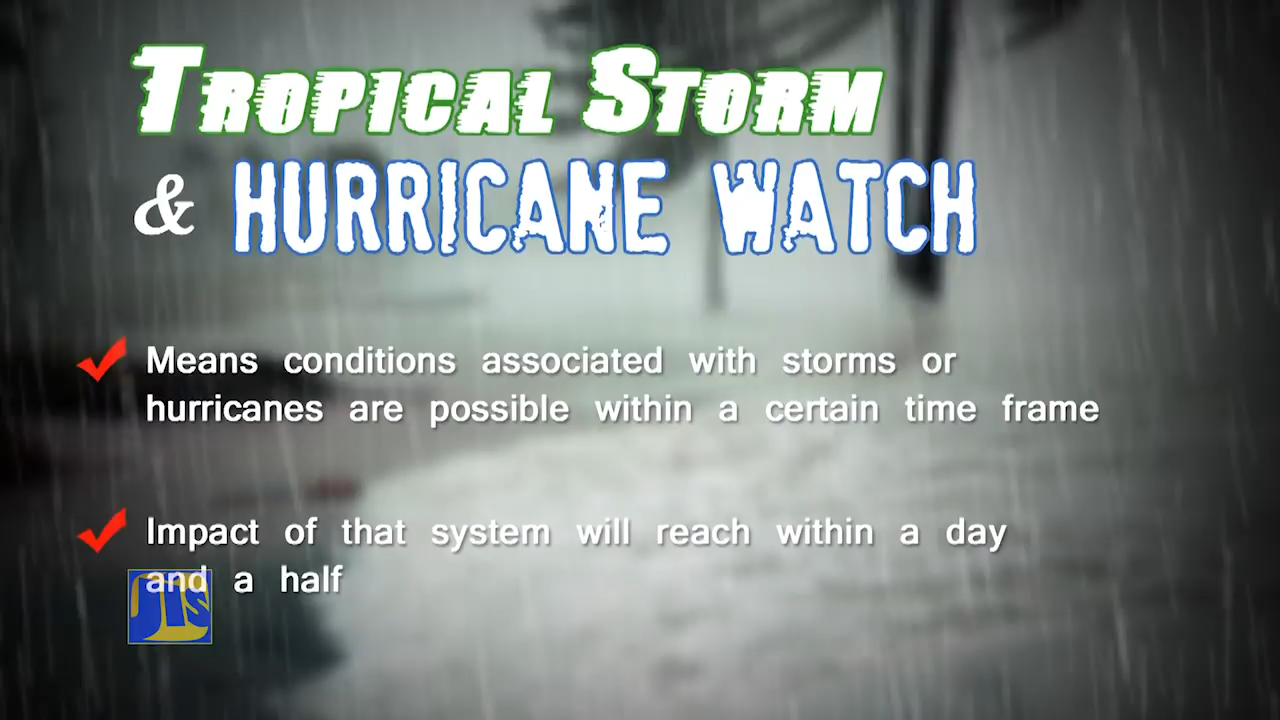 TROPICAL STORM
& HURRICANE WATCH
Means conditions associated with storms or
hurricanes are possible within a certain time frame
Impact of that system will reach within a day
and a half
JIS